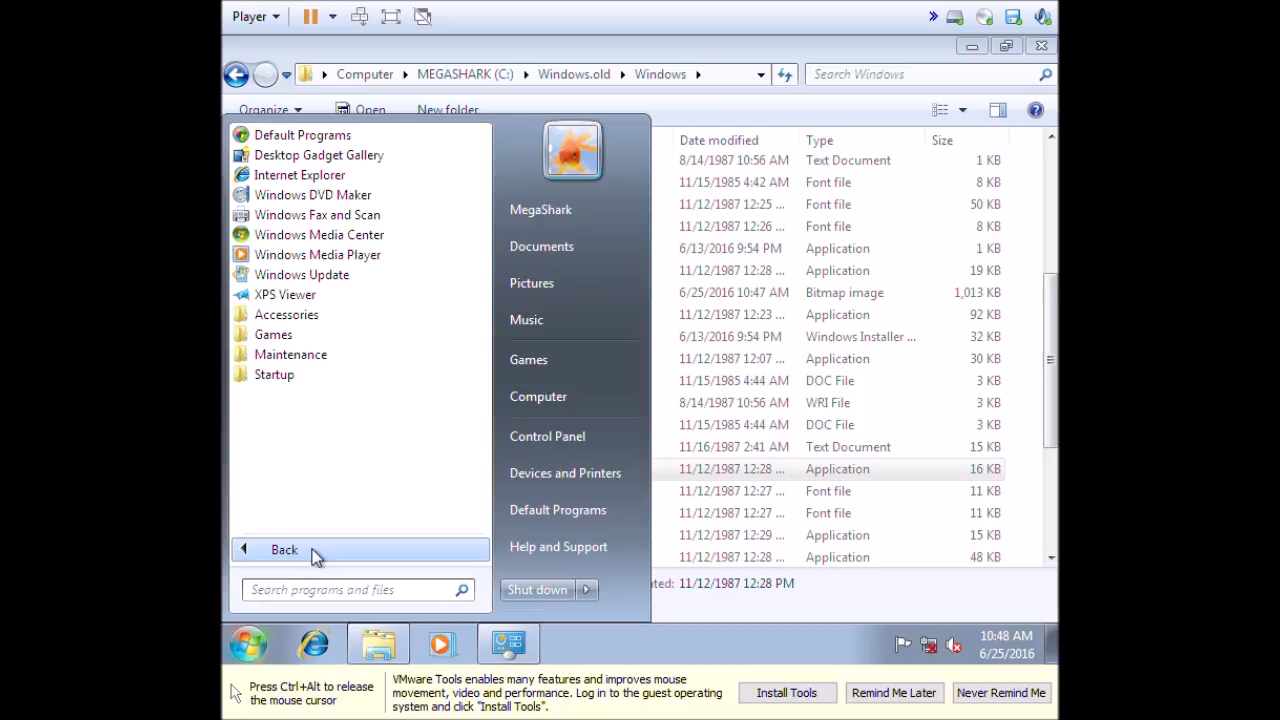 Player
Computer MEGASHARK (C:) Windows.old Windows
Search Windows
Organize Open New folder
Date modified Type Size
8/14/1987 10:56 AM Text Document 1 KB
11/15/1985 4:42 AM Font file 8 KB
11/12/1987 12:25 ... Font file 50 KB
11/12/1987 12:26 ... Font file 8 KB
6/13/2016 9:54 PM Application 1 KB
11/12/1987 12:28 ... Application 19 KB
6/25/2016 10:47 AM Bitmap image 1,013 KB
11/12/1987 12:23 ... Application 92 KB
6/13/2016 9:54 PM Windows Installer ... 32 KB
11/12/1987 12:07 ... Application 30 KB
11/15/1985 4:44 AM DOC File 3 KB
8/14/1987 10:56 AM WRI File 3 KB
11/15/1985 4:44 AM DOC File 3 KB
11/16/1987 2:41 AM Text Document 15 KB
11/12/1987 12:28 ... Application 16 KB
11/12/1987 12:27 ... Font file 11 KB
11/12/1987 12:27 ... Font file 11 KB
11/12/1987 12:29 ... Application 15 KB
11/12/1987 12:28 ... Application 48 KB
ted: 11/12/1987 12:28 PM
Default Programs
Desktop Gadget Gallery
Internet Explorer
Windows DVD Maker
Windows Fax and Scan
Windows Media Center
Windows Media Player
Windows Update
XPS Viewer
Accessories
Games
Maintenance
Startup
Back
Search programs and files
MegaShark
Documents
Pictures
Music
Games
Computer
Control Panel
Devices and Printers
Default Programs
Help and Support
Shut down
10:48 AM
6/25/2016
Press Ctrl+Alt to release
the mouse cursor
VMware Tools enables many features and improves mouse
movement, video and performance. Log in to the guest operating
system and click "Install Tools".
Install Tools
Remind Me Later
Never Remind Me